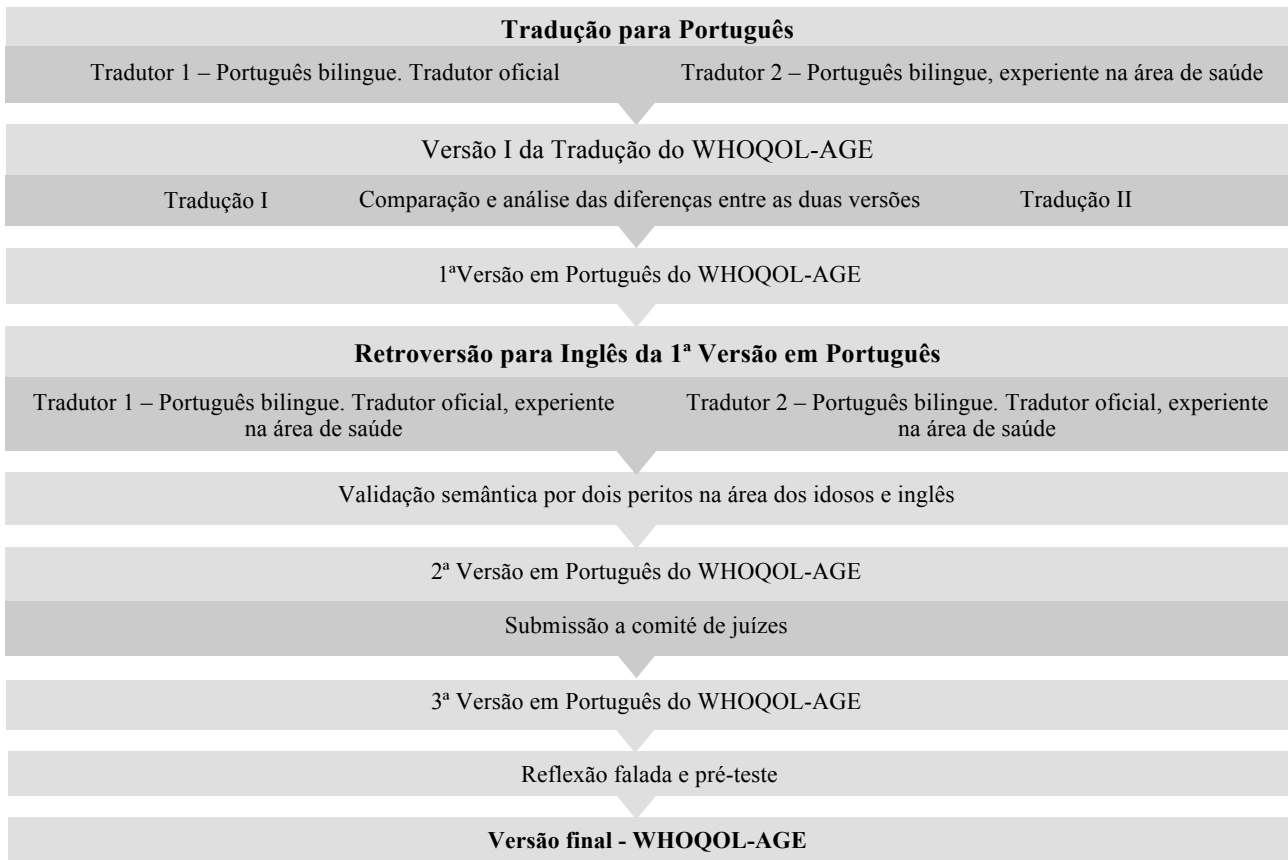 Tradução para Português
Tradutor 1 – Português bilingue. Tradutor oficial
Tradutor 2 – Português bilingue, experiente na área de saúde
Versão I da Tradução do WHOQOL-AGE
Tradução I
Comparação e análise das diferenças entre as duas versões
Tradução II
1ªVersão em Português do WHOQOL-AGE
Retroversão para Inglês da 1ª Versão em Português
Tradutor 1 – Português bilingue. Tradutor oficial, experiente
na área de saúde
Tradutor 2 – Português bilingue. Tradutor oficial, experiente
na área de saúde
Validação semântica por dois peritos na área dos idosos e inglês
2ª Versão em Português do WHOQOL-AGE
Submissão a comité de juízes
3ª Versão em Português do WHOQOL-AGE
Reflexão falada e pré-teste
Versão final - WHOQOL-AGE